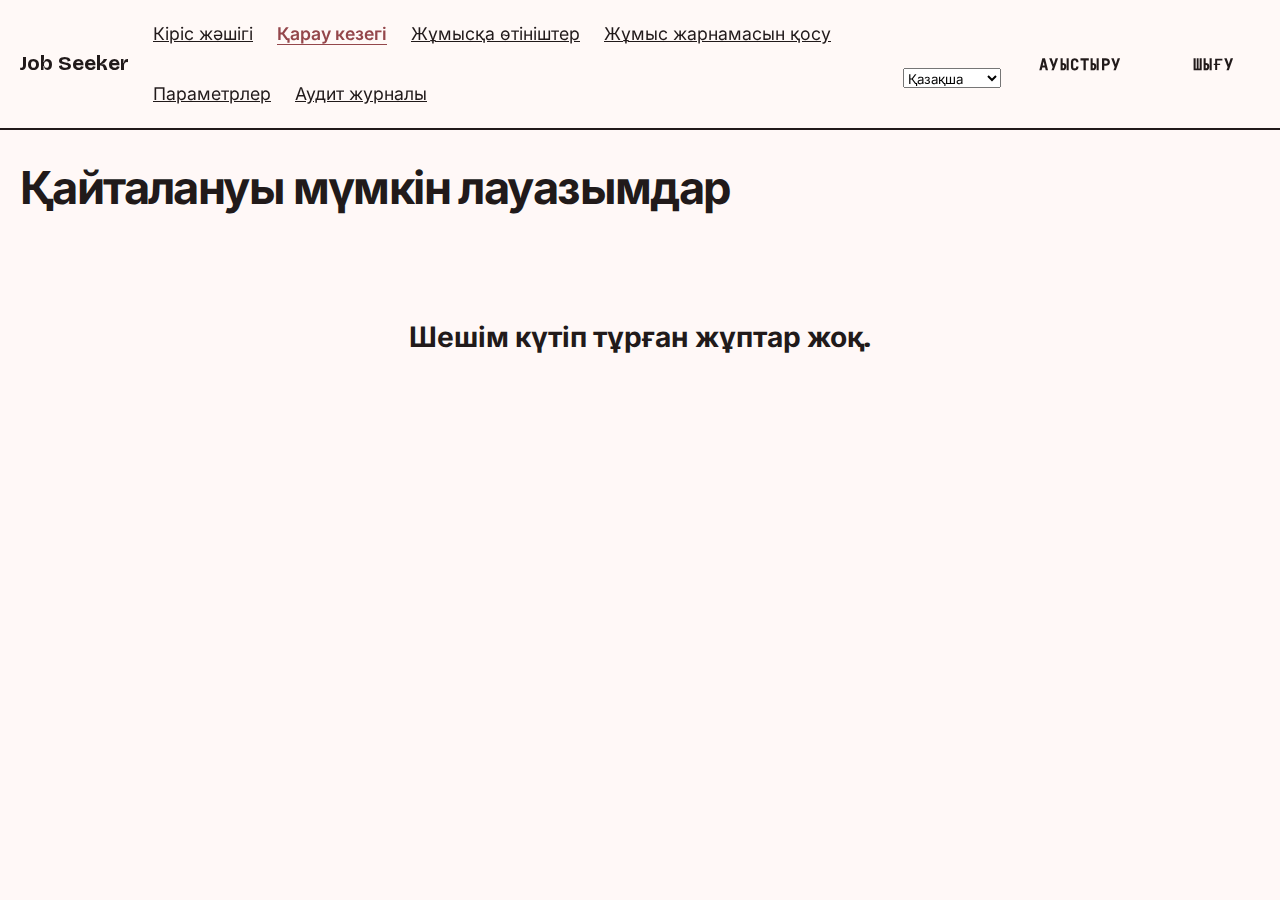 Job Seeker
Кіріс жәшігі Қарау кезегі Жұмысқа өтініштер Жұмыс жарнамасын қосу
Параметрлер Аудит журналы
Қазақша
АУЫСТЫРУ
ШЫҒУ
Қайталануы мүмкін лауазымдар
Шешім күтіп тұрған жұптар жоқ.